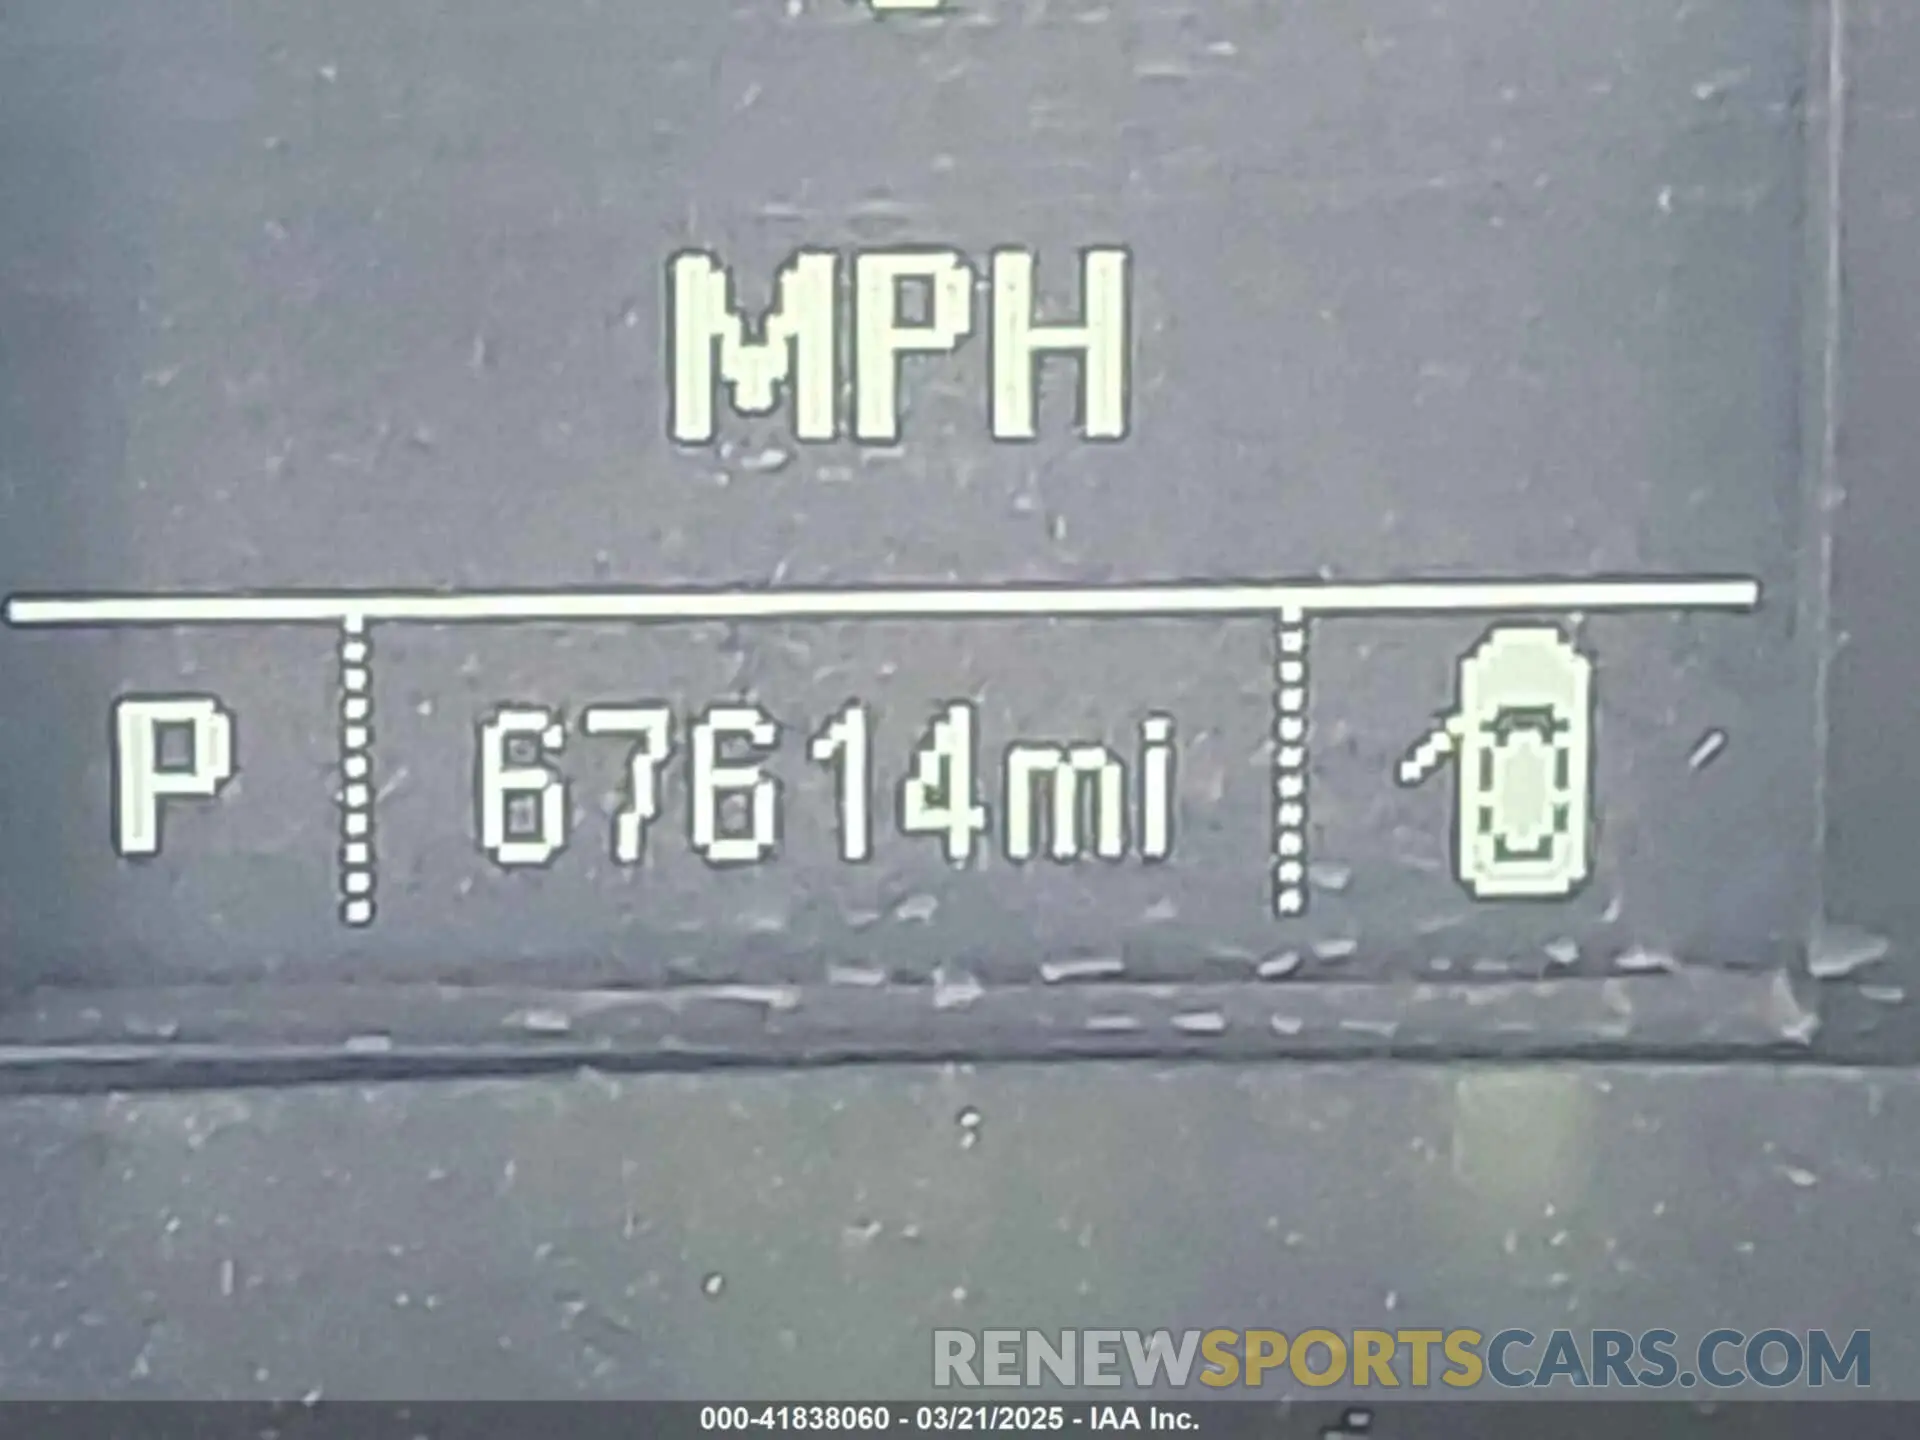 MPH
P 67614mi
RENEWSPORTSCARS.COM
000-41838060 - 03/21/2025 - IAA Inc.